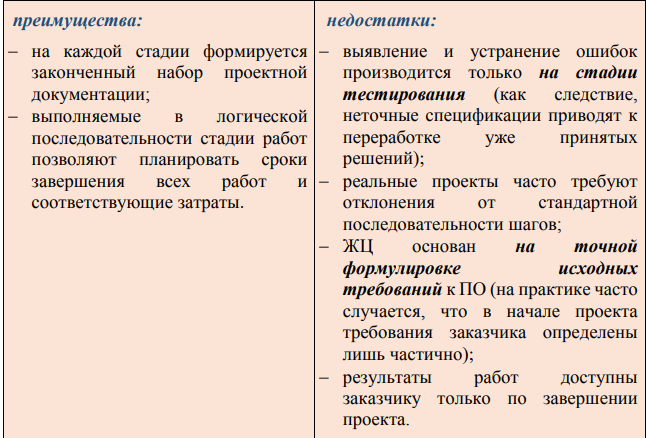 преимущества:
– на каждой стадии формируется
законченный набор проектной
документации;
– выполняемые в логической
последовательности стадии работ
позволяют планировать сроки
завершения всех работ и
соответствующие затраты.
недостатки:
– выявление и устранение ошибок
производится только на стадии
тестирования (как следствие,
неточные спецификации приводят к
переработке уже принятых
решений);
– реальные проекты часто требуют
отклонения от стандартной
последовательности шагов;
– ЖЦ основан на точной
формулировке исходных
требований к ПО (на практике часто
случается, что в начале проекта
требования заказчика определены
лишь частично);
– результаты работ доступны
заказчику только по завершении
проекта.